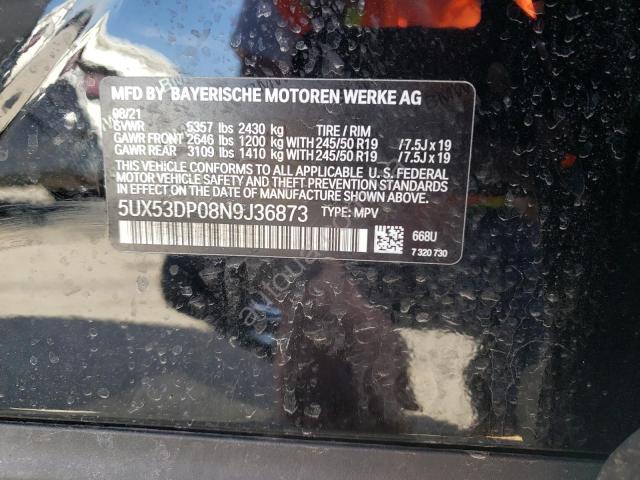 MFD BY BAYERISCHE MOTOREN WERKE AG
08/21
GVWR 5357 lbs 2430 kg TIRE / RIM
GAWR FRONT 2646 lbs 1200 kg WITH 245/50 R19 /7.5J x 19
GAWR REAR 3109 lbs 1410 kg WITH 245/50 R19 /7.5J x 19
THIS VEHICLE CONFORMS TO ALL APPLICABLE U. S. FEDERAL
MOTOR VEHICLE SAFETY AND THEFT PREVENTION STANDARDS
IN EFFECT ON THE DATE OF MANUFACTURE SHOWN ABOVE.
5UX53DP08N9J36873 TYPE: MPV
668U
7 320 730